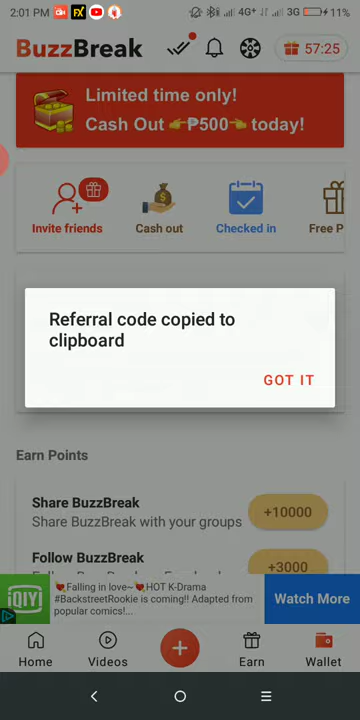 2:01 PM FX 4G+ 3G 11%
BuzzBreak 57:25
Limited time only!
Cash Out 👉₱500👈 today!
Invite friends Cash out Checked in Free P
Referral code copied to
clipboard
GOT IT
Earn Points
Share BuzzBreak
Share BuzzBreak with your groups
+10000
Follow BuzzBreak
+3000
iQIYI
💘Falling in love~💘HOT K-Drama
#BackstreetRookie is coming!! Adapted from
popular comics!...
Watch More
Home Videos Earn Wallet